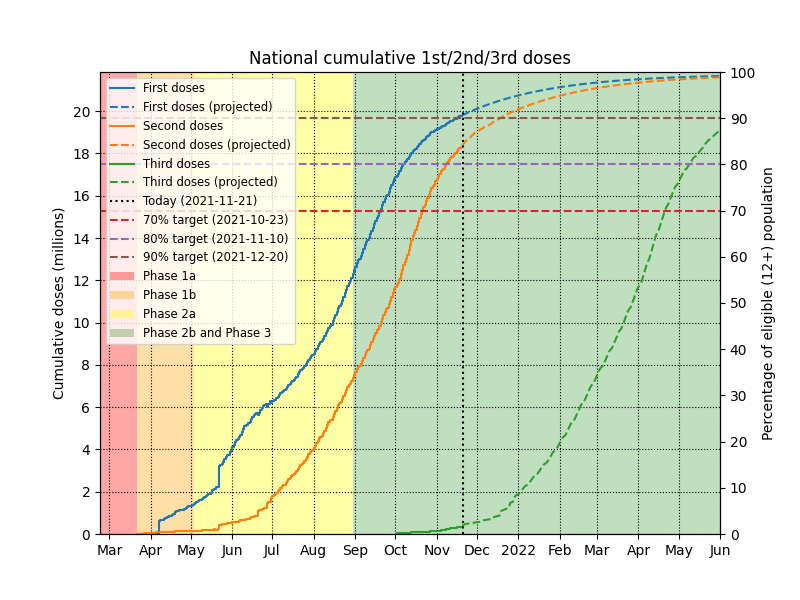 National cumulative 1st/2nd/3rd doses
Cumulative doses (millions)
20
18
16
14
12
10
8
6
4
2
0
First doses
First doses (projected)
Second doses
Second doses (projected)
Third doses
Third doses (projected)
Today (2021-11-21)
70% target (2021-10-23)
80% target (2021-11-10)
90% target (2021-12-20)
Phase 1a
Phase 1b
Phase 2a
Phase 2b and Phase 3
100
90
80
70
60
50
40
30
20
10
0
Percentage of eligible (12+) population
Mar Apr May Jun Jul Aug Sep Oct Nov Dec 2022 Feb Mar Apr May Jun